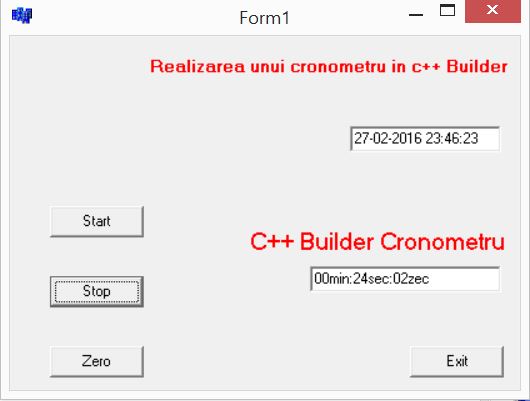 Form1
Realizarea unui cronometru in c++ Builder
27-02-2016 23:46:23
Start
C++ Builder Cronometru
00min:24sec:02zec
Stop
Zero
Exit